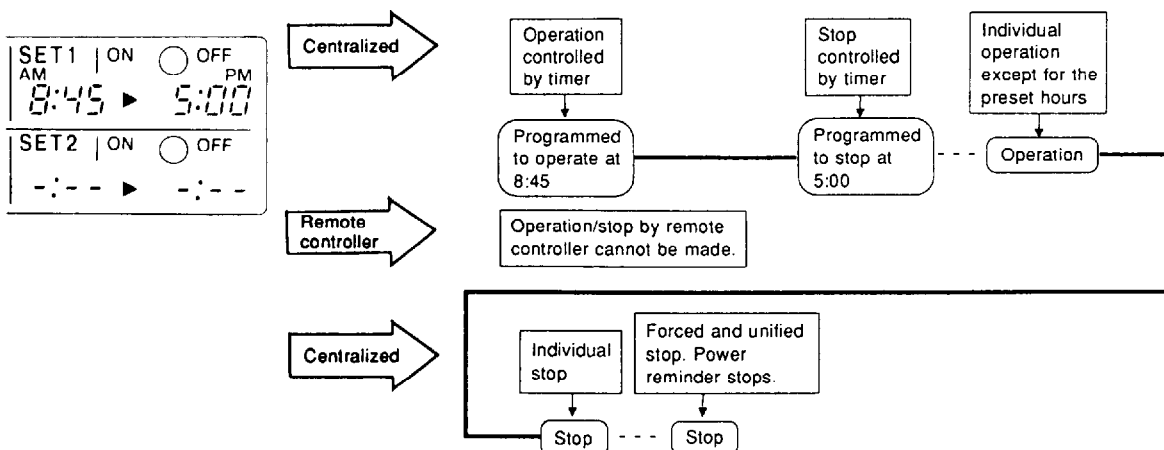 SET1 | ON ◯ OFF
AM PM
8:45 ▶ 5:00
SET2 | ON ◯ OFF
-:-- ▶ -:--
Centralized
Operation
controlled
by timer
Stop
controlled
by timer
Individual
operation
except for the
preset hours
Programmed
to operate at
8:45
Programmed
to stop at
5:00
Operation
Remote
controller
Operation/stop by remote
controller cannot be made.
Centralized
Individual
stop
Forced and unified
stop. Power
reminder stops.
Stop
Stop